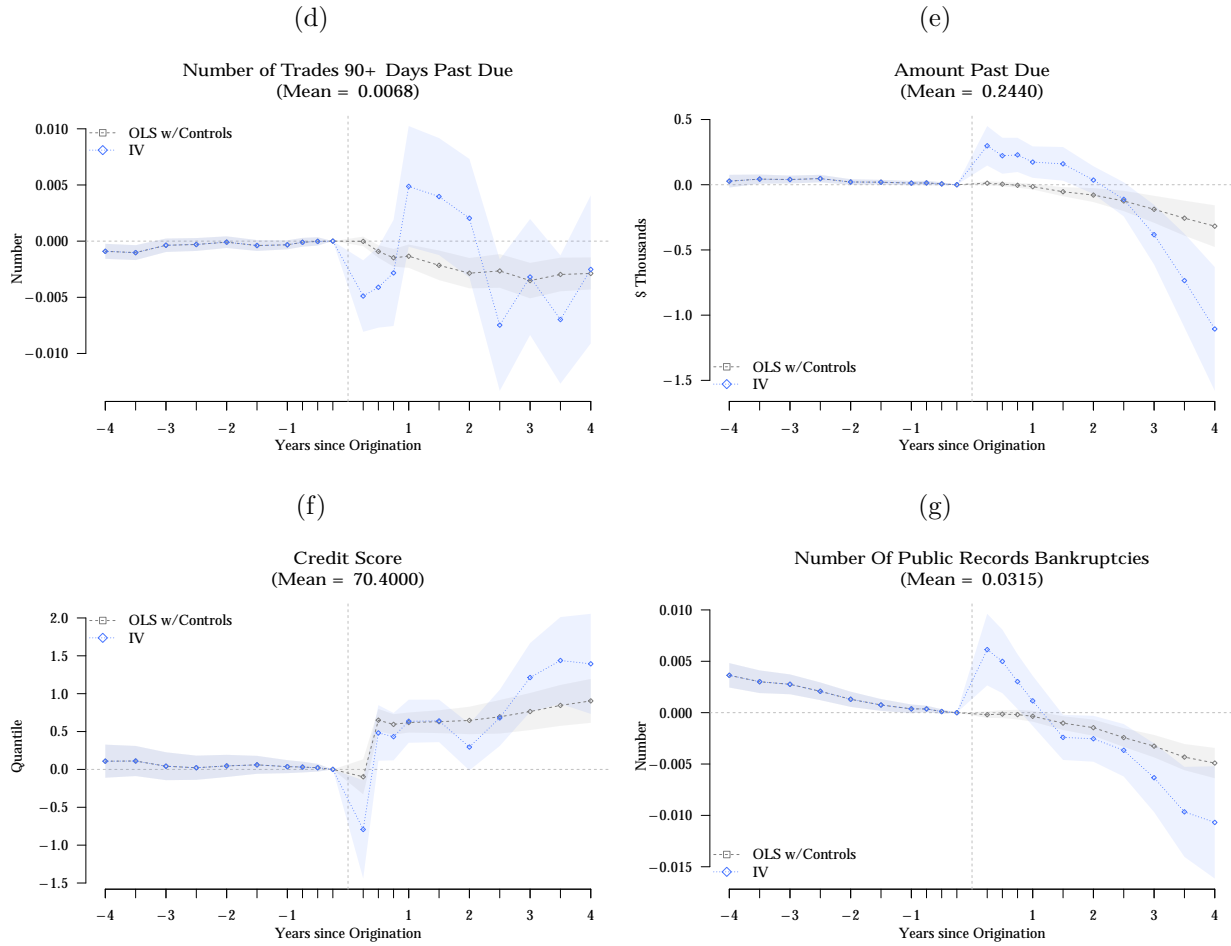 (d)
Number of Trades 90+ Days Past Due
(Mean = 0.0068)
OLS w/Controls
IV
0.010
0.005
0.000
−0.005
−0.010
Number
−4 −3 −2 −1 1 2 3 4
Years since Origination
(e)
Amount Past Due
(Mean = 0.2440)
0.5
0.0
−0.5
−1.0
−1.5
$ Thousands
OLS w/Controls
IV
−4 −3 −2 −1 1 2 3 4
Years since Origination
(f)
Credit Score
(Mean = 70.4000)
OLS w/Controls
IV
2.0
1.5
1.0
0.5
0.0
−0.5
−1.0
−1.5
Quantile
−4 −3 −2 −1 1 2 3 4
Years since Origination
(g)
Number Of Public Records Bankruptcies
(Mean = 0.0315)
0.010
0.005
0.000
−0.005
−0.010
−0.015
Number
OLS w/Controls
IV
−4 −3 −2 −1 1 2 3 4
Years since Origination